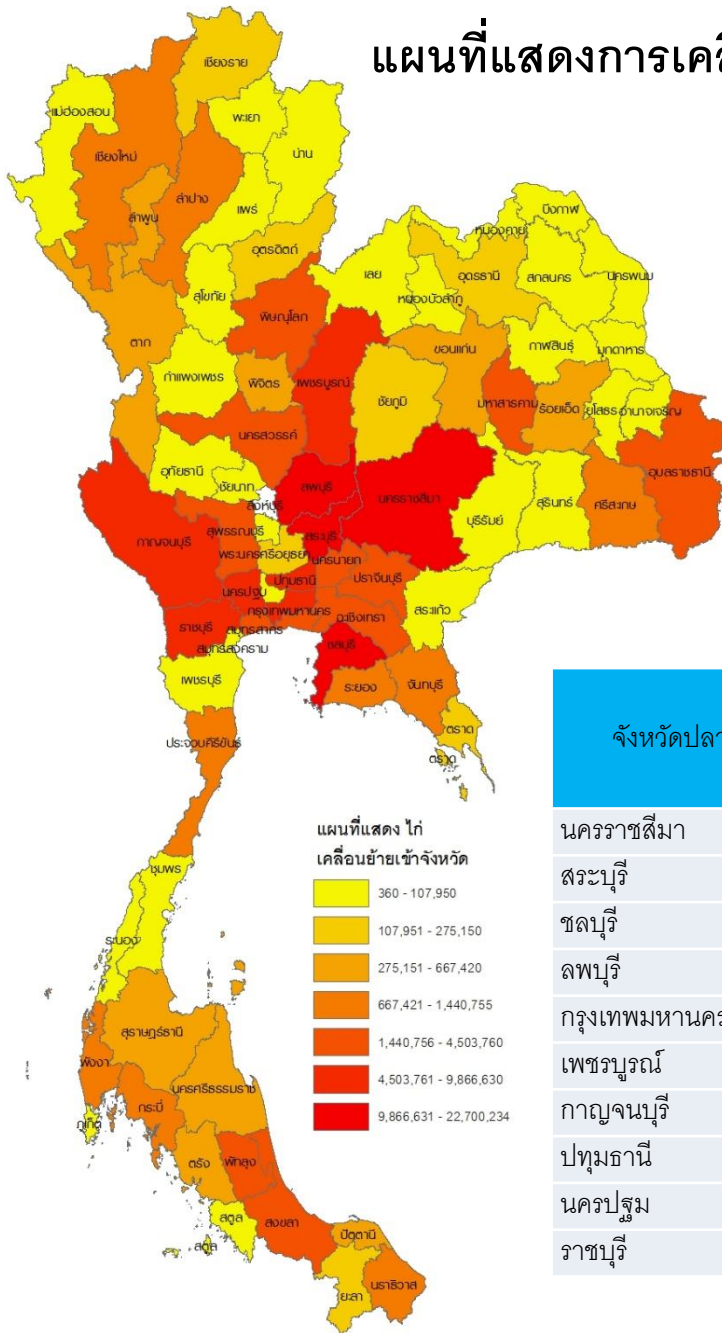 แผนที่แสดงการเคลื่
เชียงราย
แม่ฮ่องสอน
พะเยา
น่าน
เชียงใหม่
ลำปาง
แพร่
ลำพูน
อุตรดิตถ์
บึงกาฬ
หนองคาย
เลย
อุดรธานี
สกลนคร
นครพนม
สุโขทัย
หนองบัวลำภู
พิษณุโลก
ตาก
ขอนแก่น
กาฬสินธุ์
มุกดาหาร
กำแพงเพชร
พิจิตร
เพชรบูรณ์
ชัยภูมิ
มหาสารคาม
ร้อยเอ็ด
ยโสธร
อำนาจเจริญ
นครสวรรค์
อุบลราชธานี
อุทัยธานี
ชัยนาท
ลพบุรี
นครราชสีมา
สิงห์บุรี
บุรีรัมย์
สุรินทร์
ศรีสะเกษ
สุพรรณบุรี
สระบุรี
กาญจนบุรี
พระนครศรีอยุธยา
นครนายก
ปทุมธานี
ปราจีนบุรี
นครปฐม
สระแก้ว
กรุงเทพมหานคร
ฉะเชิงเทรา
ราชบุรี
สมุทรสาคร
สมุทรสงคราม
ชลบุรี
เพชรบุรี
ระยอง
จันทบุรี
ตราด
ตราด
ประจวบคีรีขันธ์
แผนที่แสดง ไก่
เคลื่อนย้ายเข้าจังหวัด
360 - 107,950
107,951 - 275,150
275,151 - 667,420
667,421 - 1,440,755
1,440,756 - 4,503,760
4,503,761 - 9,866,630
9,866,631 - 22,700,234
ชุมพร
ระนอง
สุราษฎร์ธานี
พังงา
นครศรีธรรมราช
กระบี่
ภูเก็ต
ตรัง
พัทลุง
สตูล
สงขลา
สตูล
ปัตตานี
ยะลา
นราธิวาส
จังหวัดปลา
นครราชสีมา
สระบุรี
ชลบุรี
ลพบุรี
กรุงเทพมหานคร
เพชรบูรณ์
กาญจนบุรี
ปทุมธานี
นครปฐม
ราชบุรี